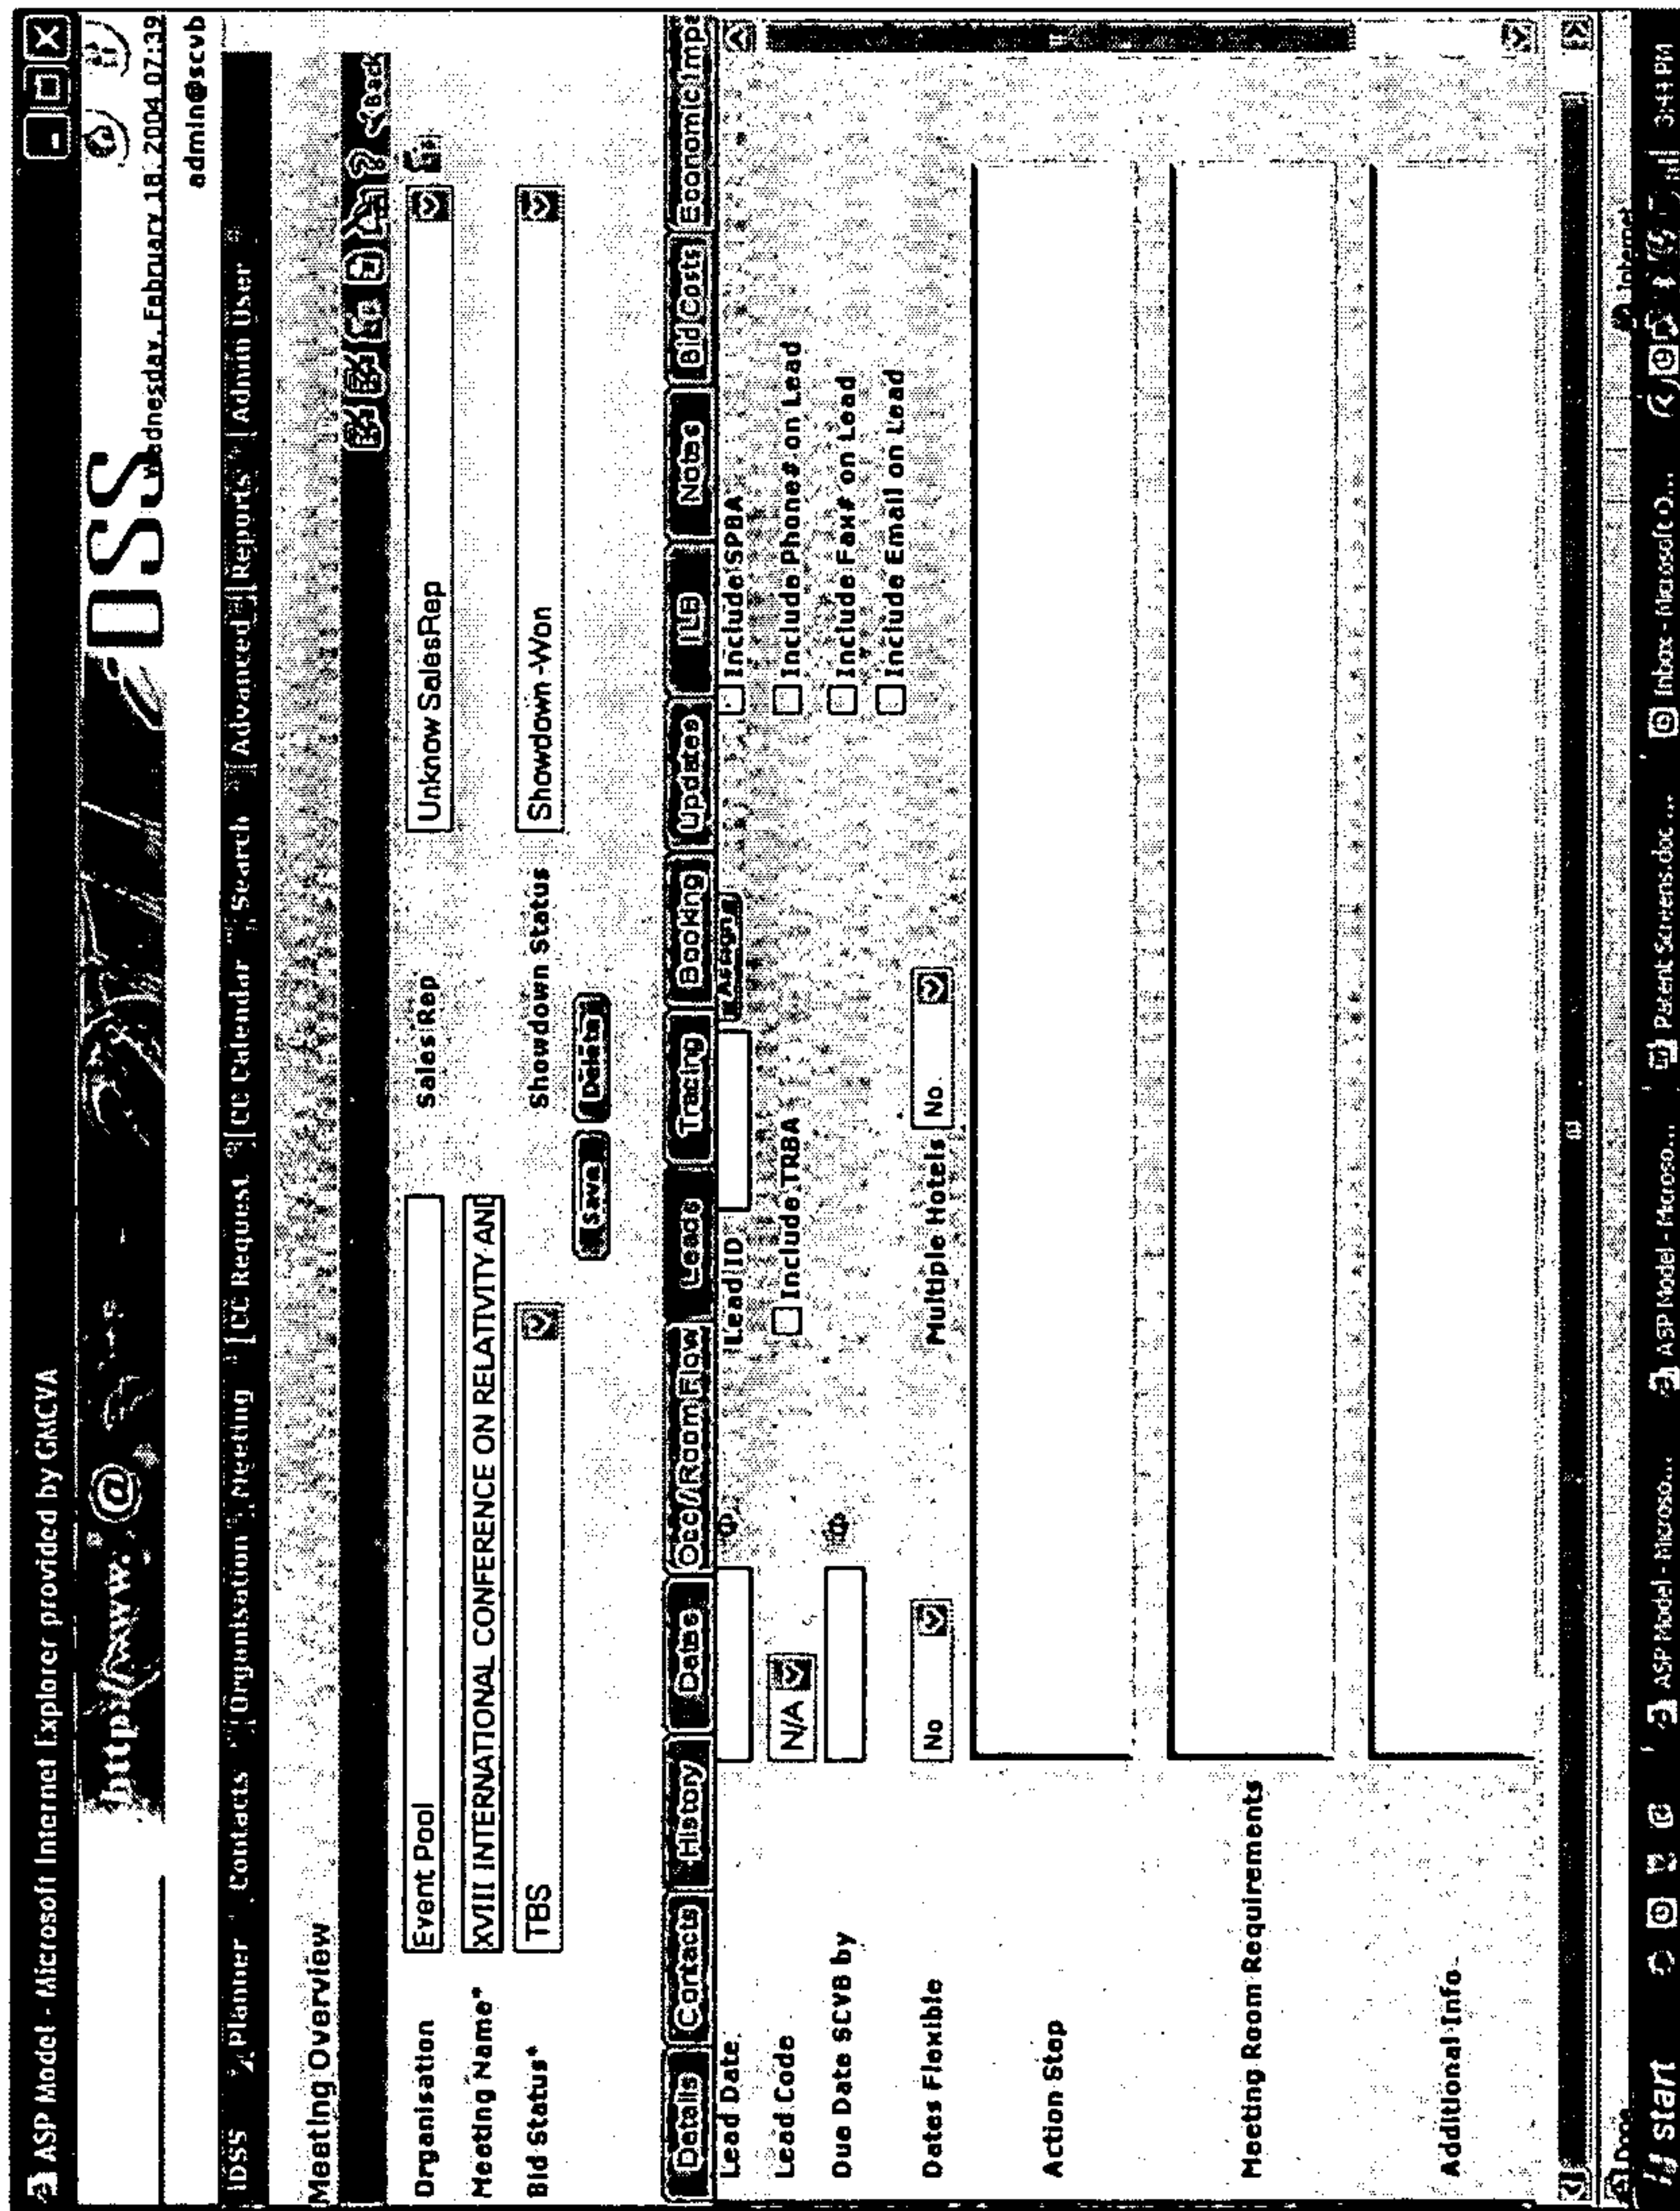 ASP Model - Microsoft Internet Explorer provided by GMCVA
http://www. @ DSS Wednesday, February 18, 2004 07:39
admin@scvb
IDSS Planner Contacts Organisation Meeting CC Request CC Calendar Search Advanced Reports Admin User
Meeting Overview
? <Back
Organisation Event Pool Sales Rep Unknow SalesRep
Meeting Name* XVIII INTERNATIONAL CONFERENCE ON RELATIVITY AND
Bid Status* TBS Showdown Status Showdown -Won
Save Delete
Details Contacts History Dates Otod/Room Flow Leads Tracing Booking Updates ILB Notes Bid Costs Economic Impa
Lead Date Lead ID Assign Include SPBA
Lead Code N/A Include TRBA Include Phone# on Lead
Due Date SCVB by Include Fax# on Lead
Include Email on Lead
Dates Flexible No Multiple Hotels No
Action Step
Meeting Room Requirements
Additional Info
Done Internet
start ASP Model - Microso... ASP Model - Microso... Patent Screens.doc ... Inbox - Microsoft O... 3:44 PM